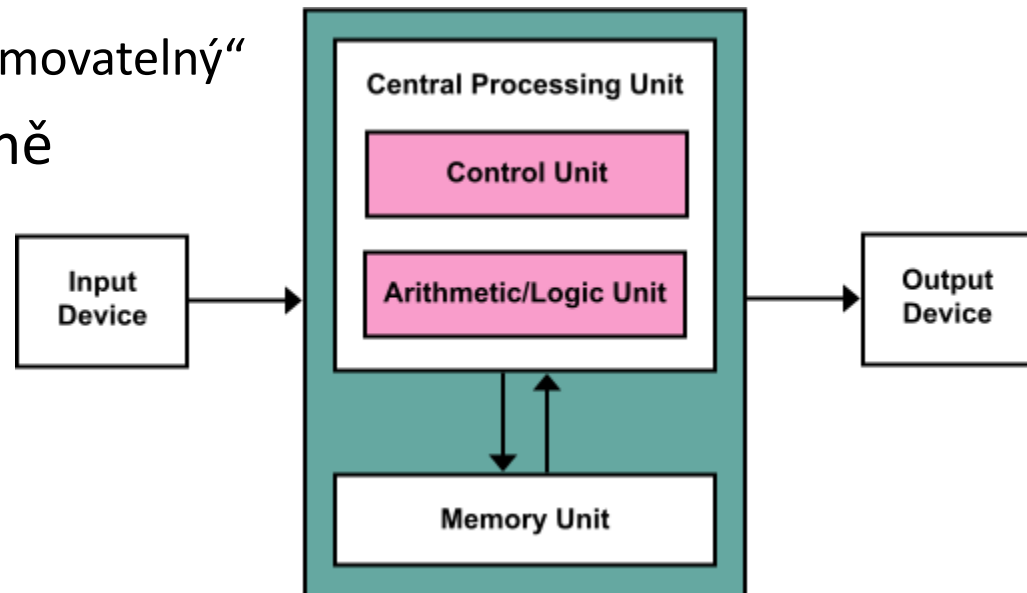 movatelný“
ně
Central Processing Unit
Control Unit
Arithmetic/Logic Unit
Input
Device
Output
Device
Memory Unit